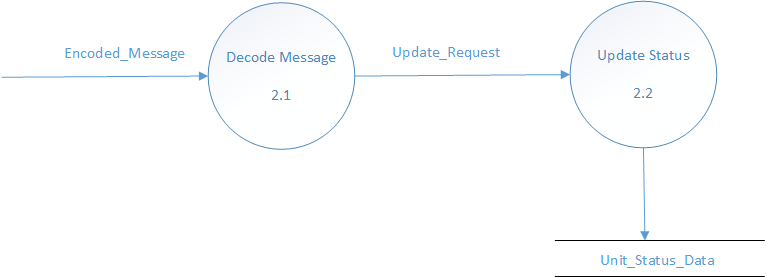 Encoded_Message
Decode Message
2.1
Update_Request
Update Status
2.2
Unit_Status_Data